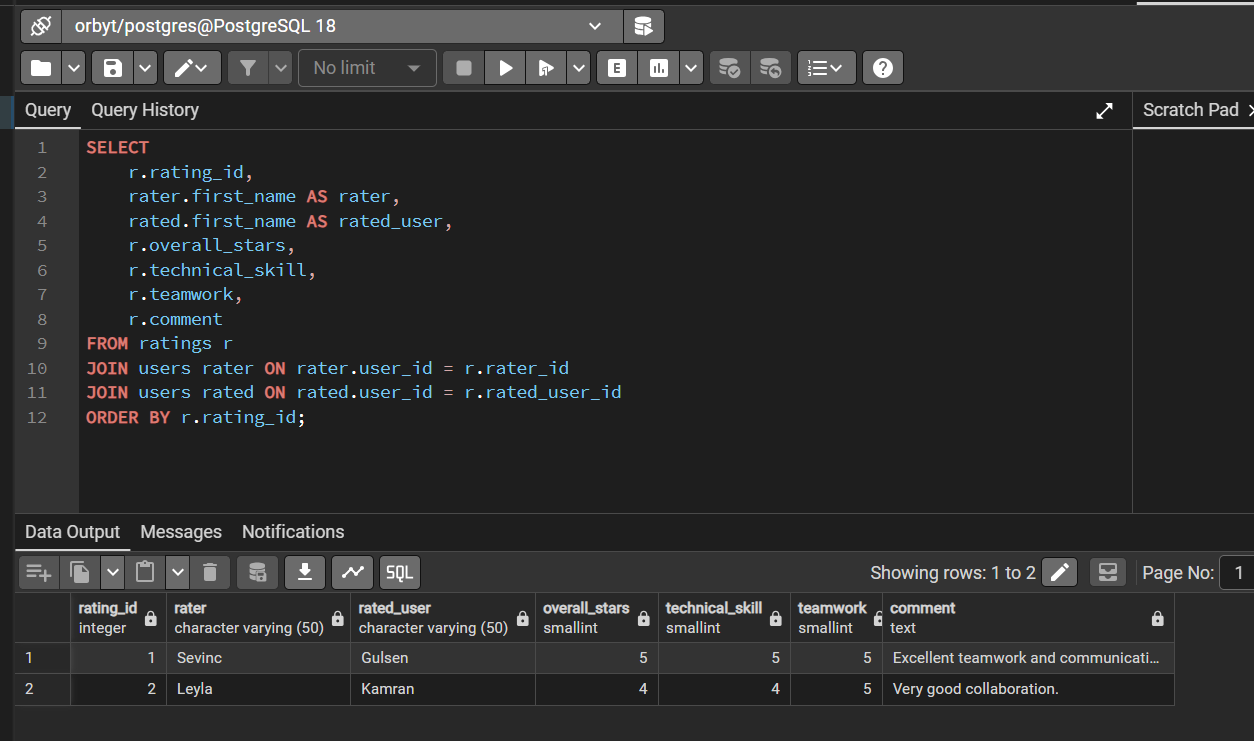 orbyt/postgres@PostgreSQL 18
No limit
E
Query Query History Scratch Pad
1 SELECT
2 r.rating_id,
3 rater.first_name AS rater,
4 rated.first_name AS rated_user,
5 r.overall_stars,
6 r.technical_skill,
7 r.teamwork,
8 r.comment
9 FROM ratings r
10 JOIN users rater ON rater.user_id = r.rater_id
11 JOIN users rated ON rated.user_id = r.rated_user_id
12 ORDER BY r.rating_id;
Data Output Messages Notifications
SQL Showing rows: 1 to 2 Page No: 1
rating_id rater rated_user overall_stars technical_skill teamwork comment
integer character varying (50) character varying (50) smallint smallint smallint text
1 1 Sevinc Gulsen 5 5 5 Excellent teamwork and communicati...
2 2 Leyla Kamran 4 4 5 Very good collaboration.